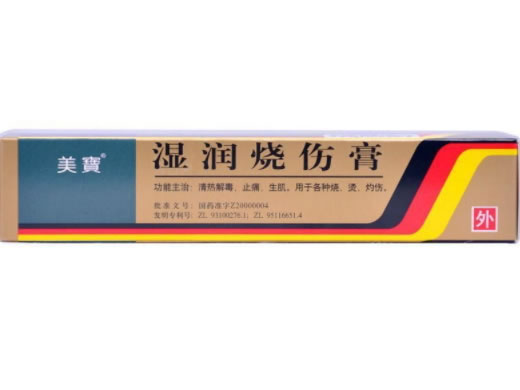 美寶®
湿润烧伤膏
功能主治：清热解毒、止痛、生肌。用于各种烧、烫、灼伤。
批准文号：国药准字Z20000004
发明专利号：ZL 93100276.1；ZL 95116651.4
外